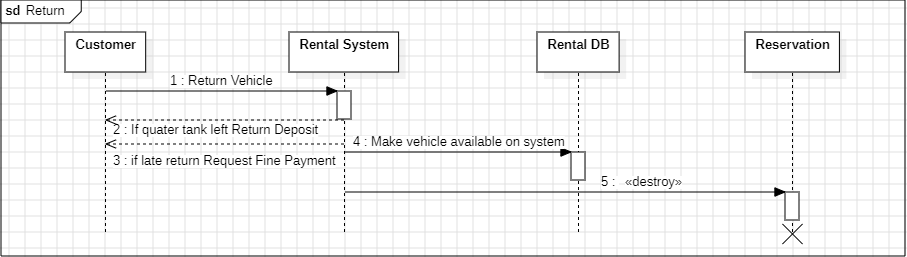 sd Return
Customer
Rental System
Rental DB
Reservation
1 : Return Vehicle
2 : If quater tank left Return Deposit
4 : Make vehicle available on system
3 : if late return Request Fine Payment
5 : «destroy»